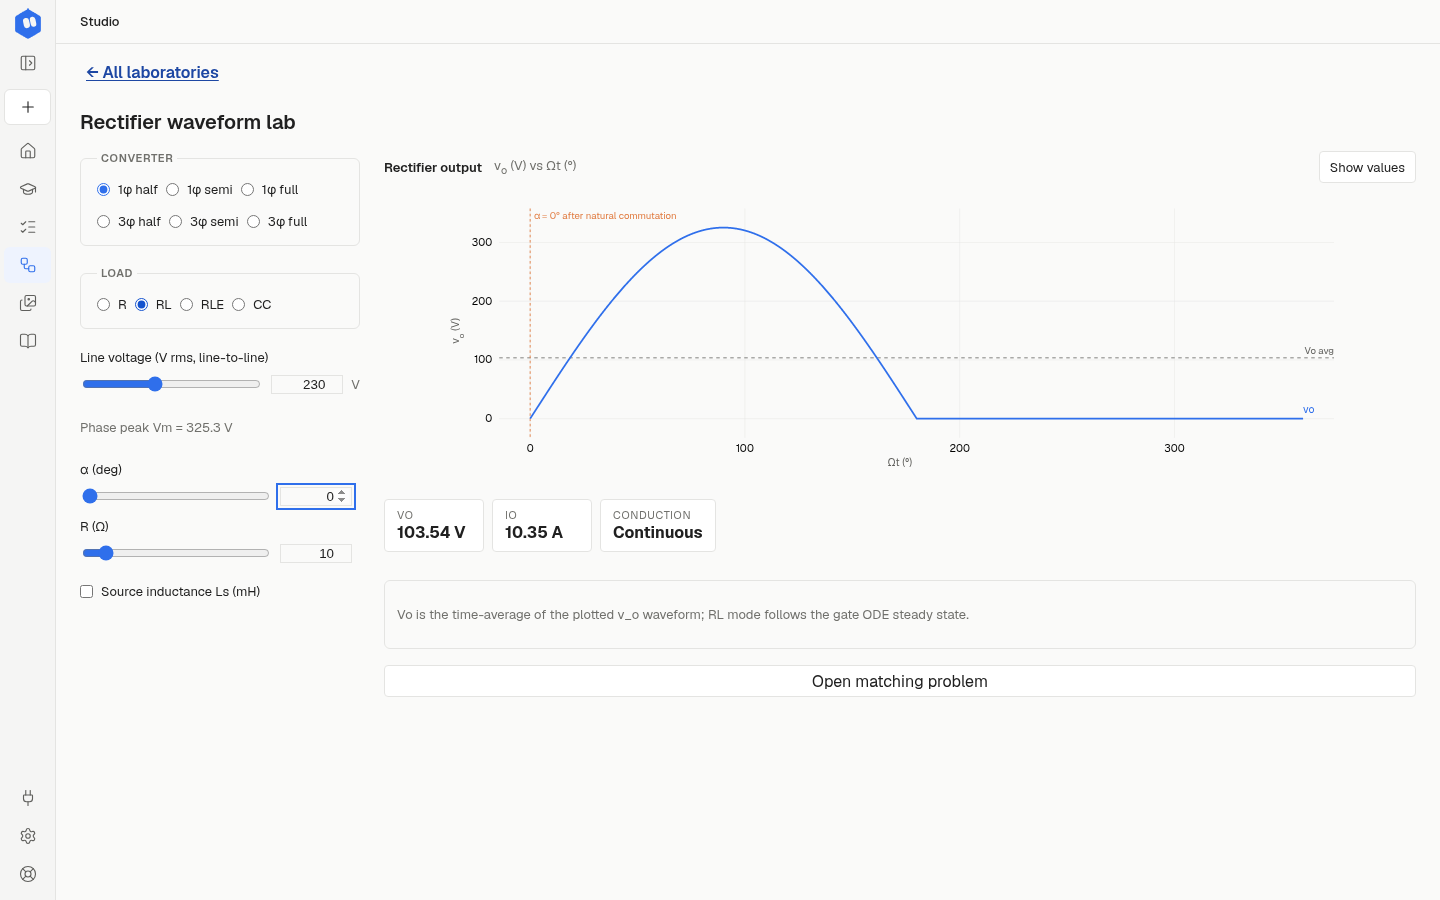 Studio
← All laboratories
Rectifier waveform lab
CONVERTER
1φ half 1φ semi 1φ full
3φ half 3φ semi 3φ full
LOAD
R RL RLE CC
Line voltage (V rms, line-to-line)
230 V
Phase peak Vm = 325.3 V
α (deg)
0
R (Ω)
10
Source inductance Ls (mH)
Rectifier output vo (V) vs Ωt (°)
Show values
α = 0° after natural commutation
300
200
100
0
vo (V)
Vo avg
vo
0 100 200 300
Ωt (°)
VO
103.54 V
IO
10.35 A
CONDUCTION
Continuous
Vo is the time-average of the plotted v_o waveform; RL mode follows the gate ODE steady state.
Open matching problem